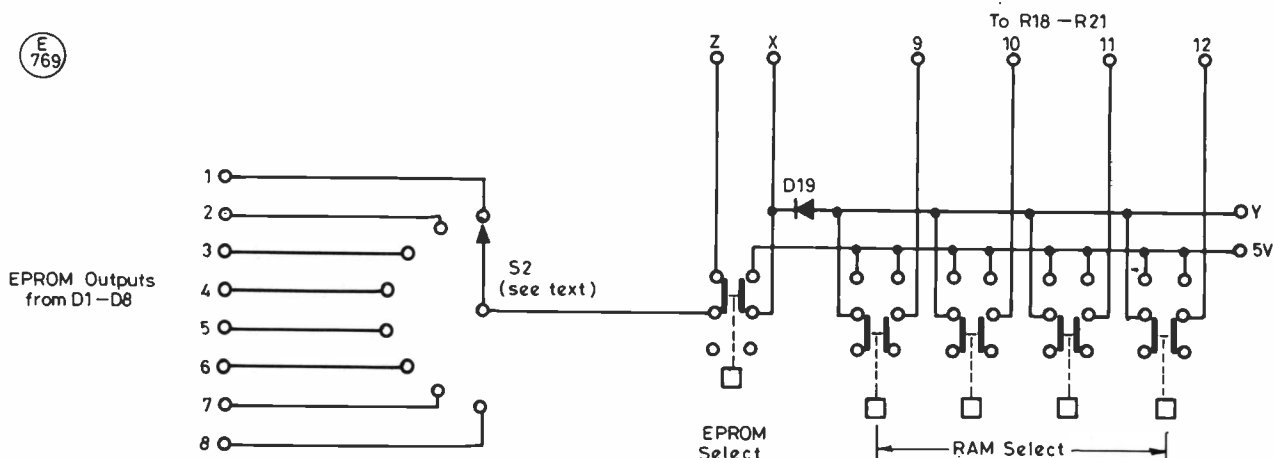 E
769
To R18 – R21
Z
X
9
10
11
12
D19
Y
5V
1
2
3
4
5
6
7
8
EPROM Outputs
from D1–D8
S2
(see text)
EPROM
Select
RAM Select